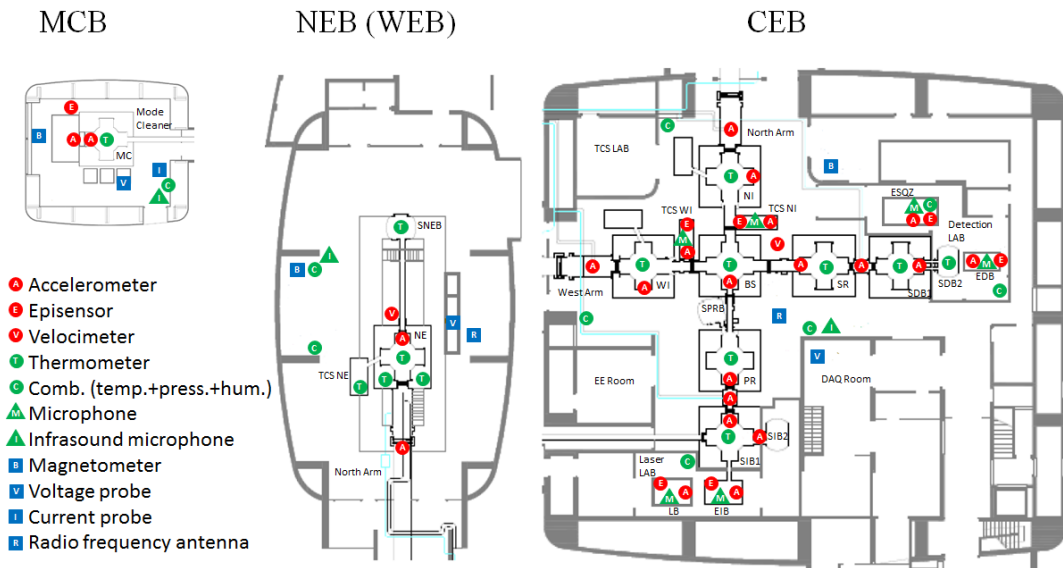 MCB
NEB (WEB)
CEB
E
Mode
Cleaner
B
A A T
MC
I
V
C
I
A Accelerometer
E Episensor
V Velocimeter
T Thermometer
C Comb. (temp.+press.+hum.)
M Microphone
I Infrasound microphone
B Magnetometer
V Voltage probe
I Current probe
R Radio frequency antenna
T SNEB
B C I
V
V
R
NE
A
C
T
TCS NE
T
T T
A
North Arm
C
A
North Arm
TCS LAB
B
T A
NI
ESQZ
M C
A E
TCS WI
E
M
A
TCS NI
E M A
V
Detection
LAB
A
West Arm
T
WI
A
T
BS
A
A T
SR
A
T A
SDB1
T
SDB2
A M E
EDB
C
C
SPRB
R
C I
V
EE Room
T
PR
A
A
DAQ Room
A
T
SIB1
A SIB2
Laser
LAB
C
E
M A
LB
E
M A
EIB